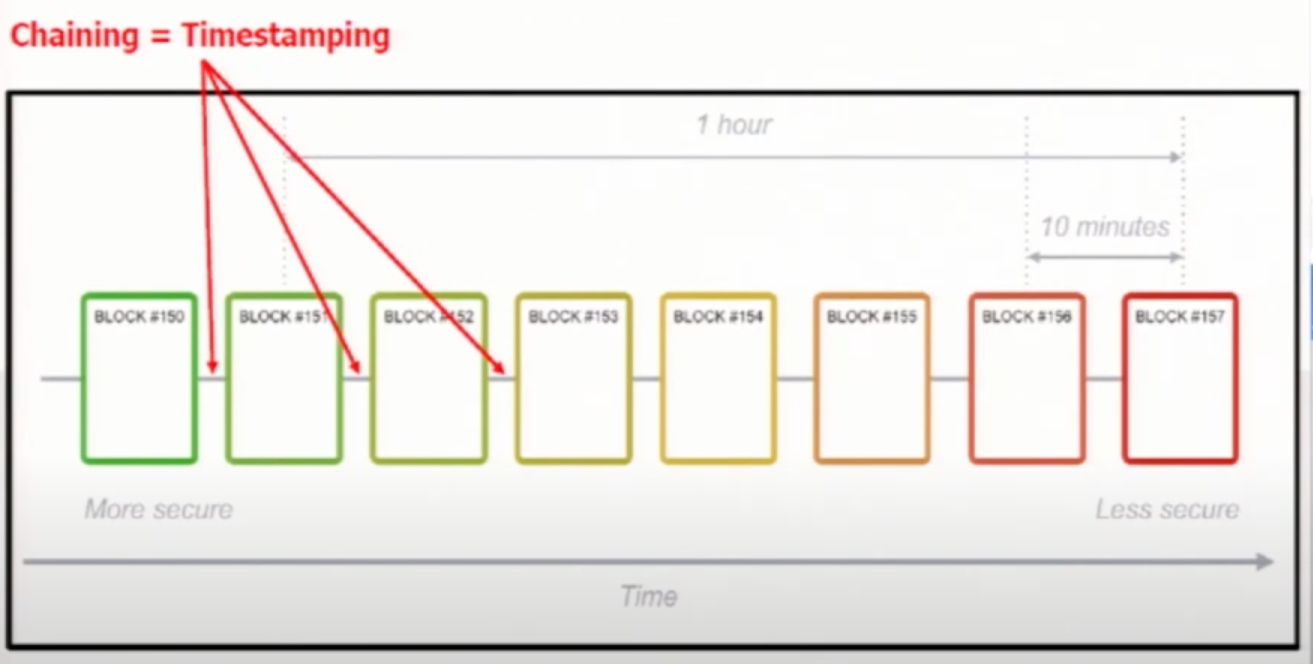 Chaining = Timestamping
1 hour
10 minutes
BLOCK #150
BLOCK #151
BLOCK #152
BLOCK #153
BLOCK #154
BLOCK #155
BLOCK #156
BLOCK #157
More secure
Less secure
Time